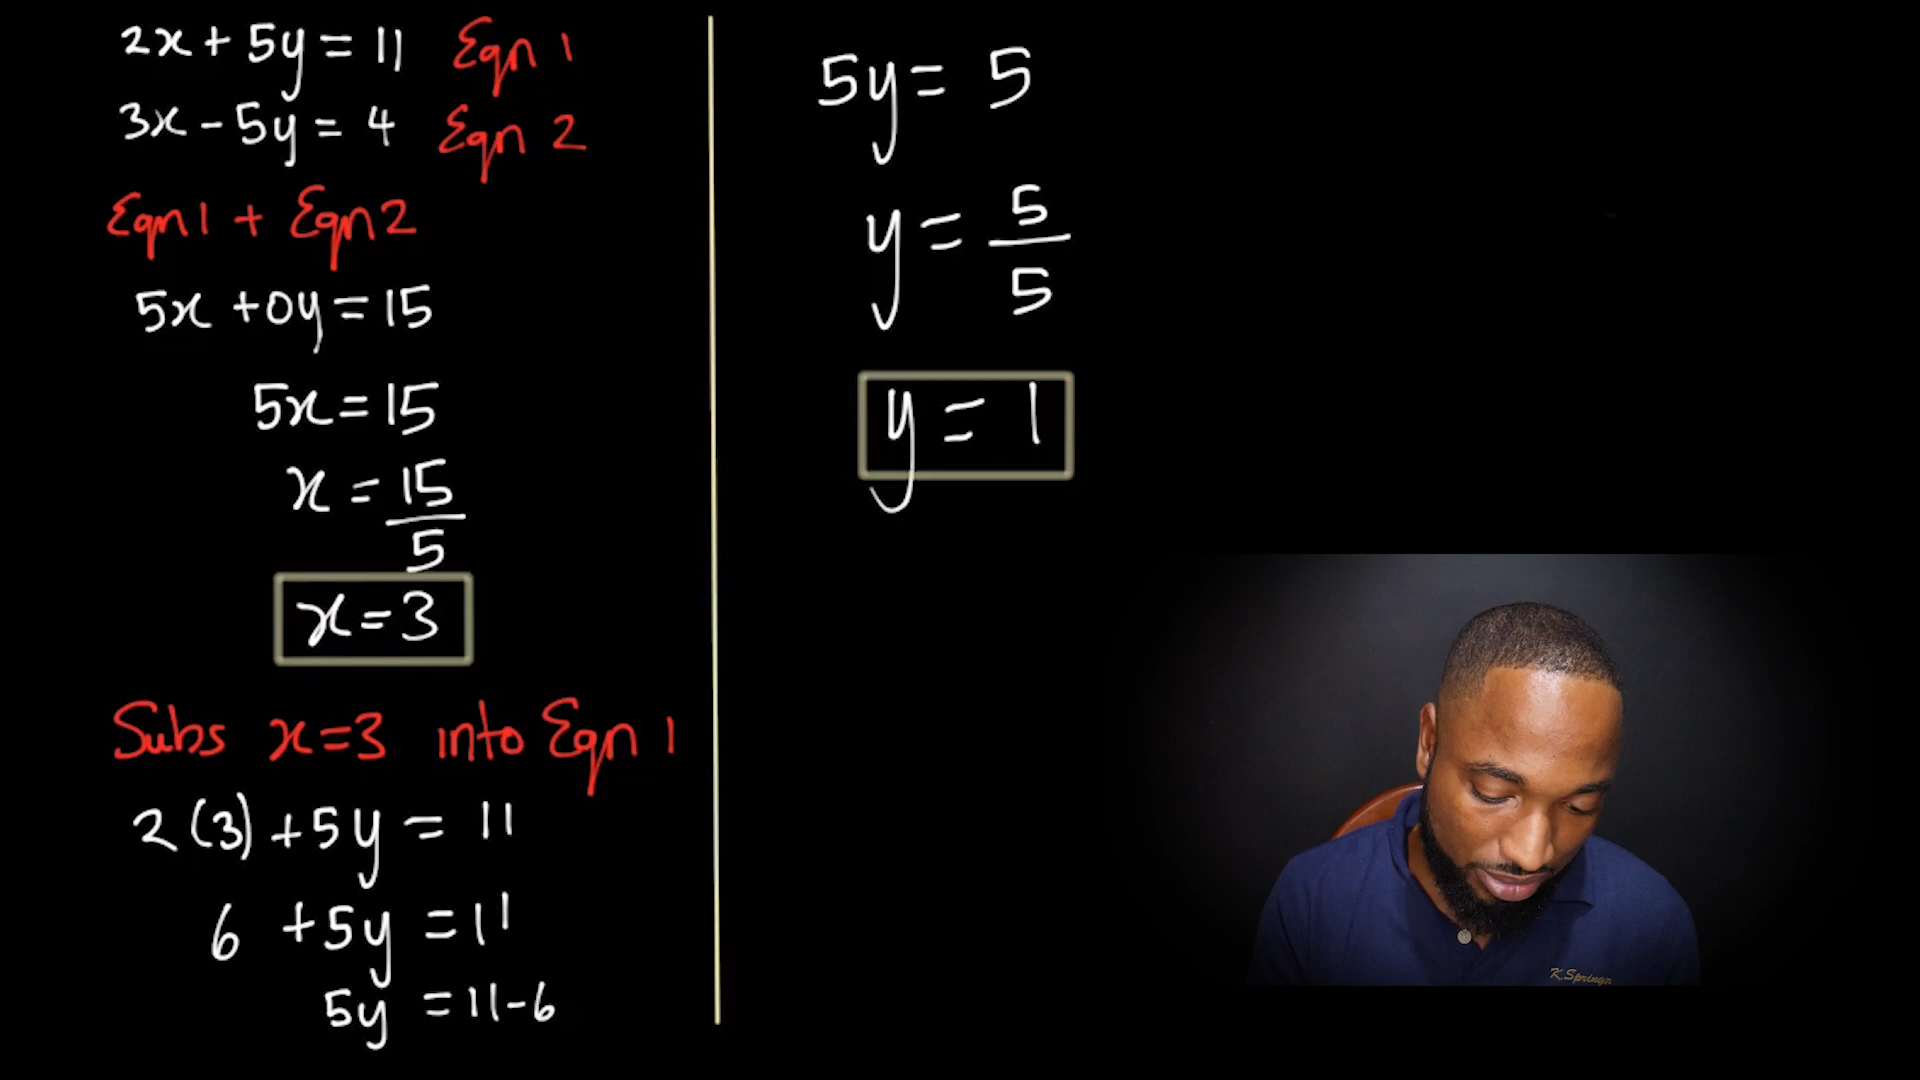 2x + 5y = 11 Eqn 1
3x - 5y = 4 Eqn 2
Eqn 1 + Eqn 2
5x + 0y = 15
5x = 15
x = 15/5
x = 3
Subs x = 3 into Eqn 1
2(3) + 5y = 11
6 + 5y = 11
5y = 11 - 6
5y = 5
y = 5/5
y = 1
K.Springer